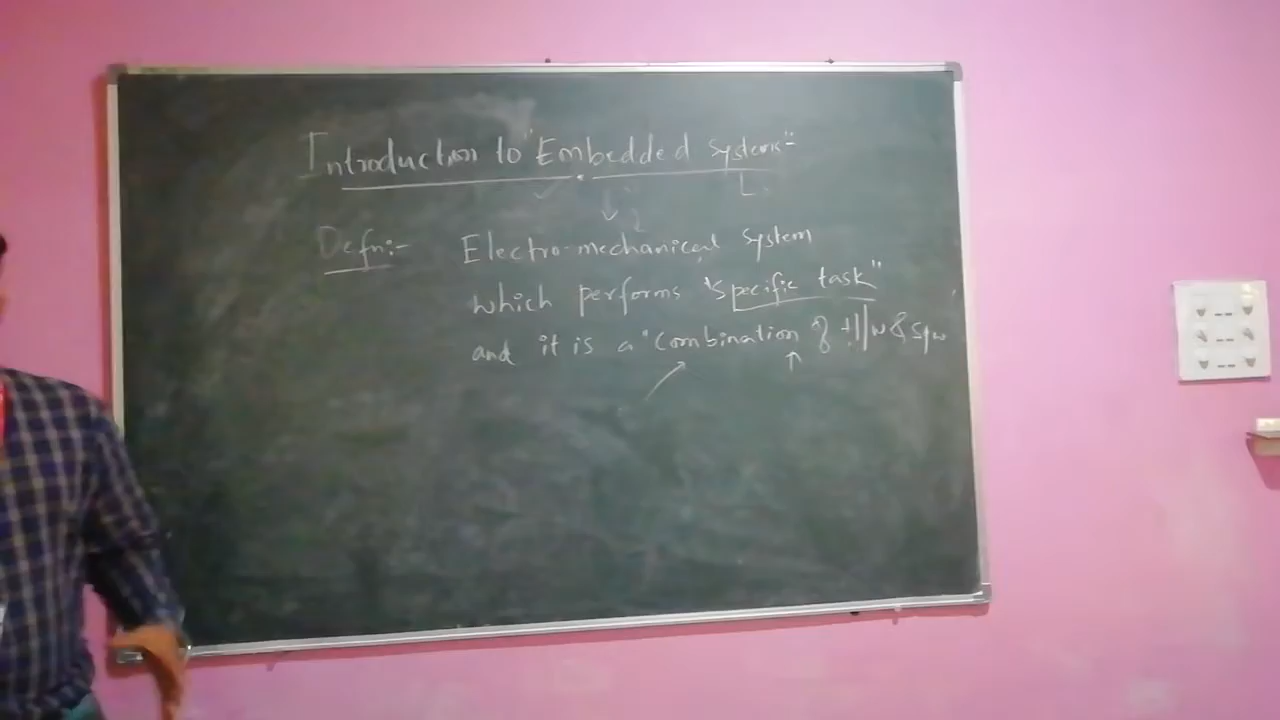 Introduction to "Embedded Systems"
Defn:- Electro-mechanical system
which performs "specific task"
and it is a "Combination of H/w & S/w